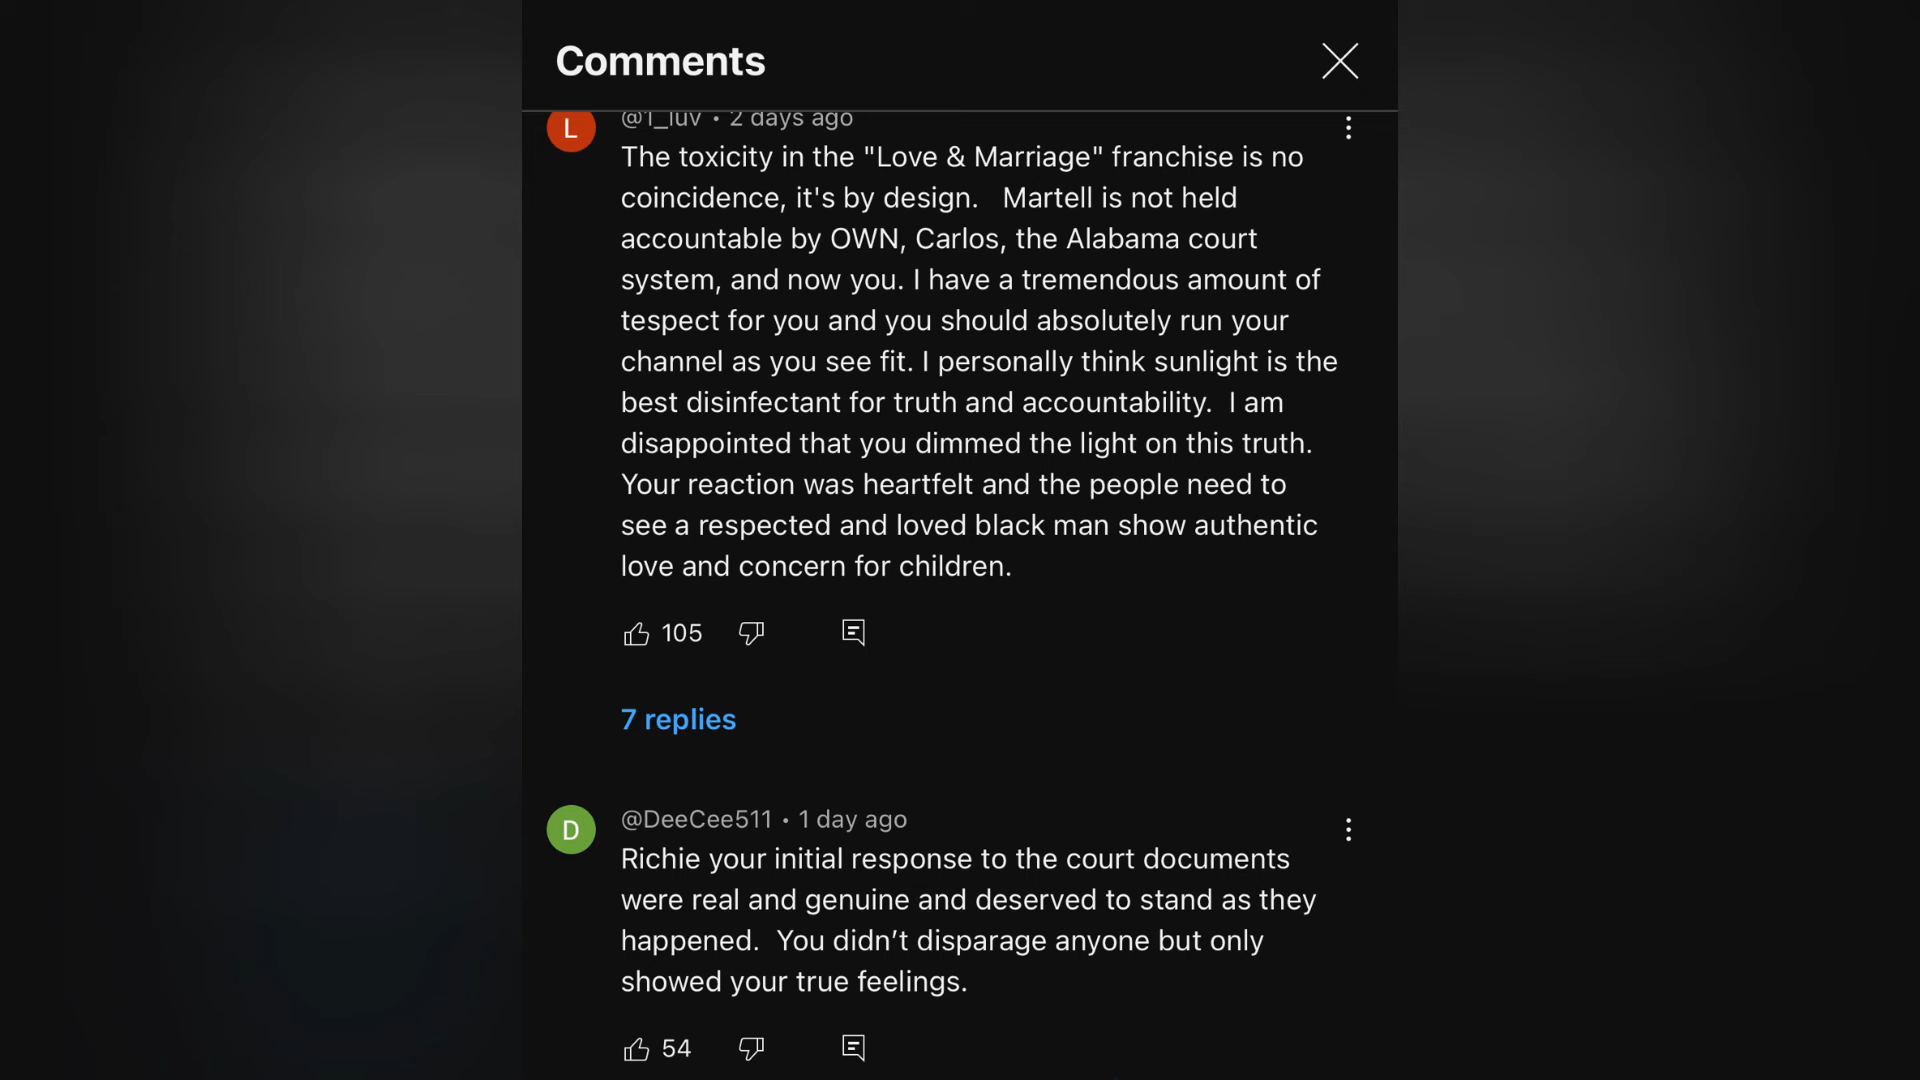 Comments
L
@1_luv • 2 days ago
The toxicity in the "Love & Marriage" franchise is no
coincidence, it's by design.   Martell is not held
accountable by OWN, Carlos, the Alabama court
system, and now you. I have a tremendous amount of
tespect for you and you should absolutely run your
channel as you see fit. I personally think sunlight is the
best disinfectant for truth and accountability.  I am
disappointed that you dimmed the light on this truth.
Your reaction was heartfelt and the people need to
see a respected and loved black man show authentic
love and concern for children.
105
7 replies
D
@DeeCee511 • 1 day ago
Richie your initial response to the court documents
were real and genuine and deserved to stand as they
happened.  You didn’t disparage anyone but only
showed your true feelings.
54